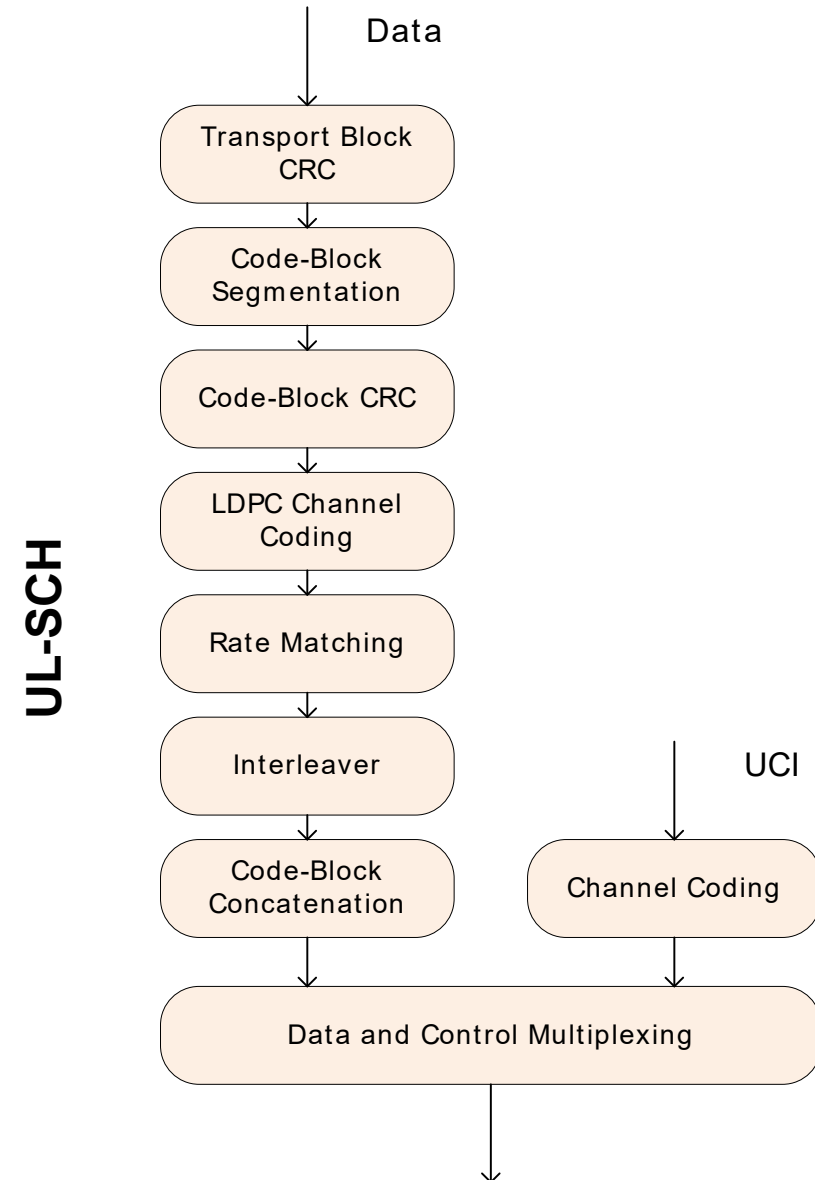 Data
Transport Block
CRC
Code-Block
Segmentation
Code-Block CRC
LDPC Channel
Coding
UL-SCH
Rate Matching
Interleaver
UCI
Code-Block
Concatenation
Channel Coding
Data and Control Multiplexing